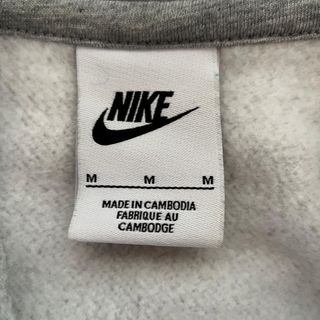 NIKE
M M M
MADE IN CAMBODIA
FABRIQUE AU
CAMBODGE